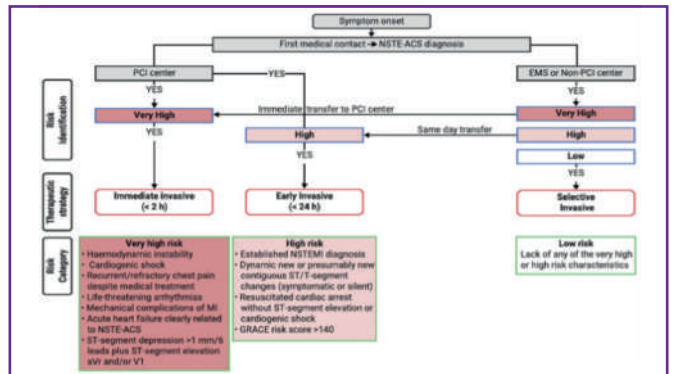 Symptom onset
First medical contact → NSTE-ACS diagnosis
PCI center
YES
EMS or Non-PCI center
YES
YES
Risk
Identification
Very High
Immediate transfer to PCI center
Very High
YES
High
Same day transfer
High
YES
Low
YES
Therapeutic
strategy
Immediate Invasive
(< 2 h)
Early Invasive
(< 24 h)
Selective
Invasive
Risk
Category
Very high risk
• Haemodynamic instability
• Cardiogenic shock
• Recurrent/refractory chest pain
despite medical treatment
• Life-threatening arrhythmias
• Mechanical complications of MI
• Acute heart failure clearly related
to NSTE-ACS
• ST-segment depression >1 mm/6
leads plus ST-segment elevation
aVr and/or V1
High risk
• Established NSTEMI diagnosis
• Dynamic new or presumably new
contiguous ST/T-segment
changes (symptomatic or silent)
• Resuscitated cardiac arrest
without ST-segment elevation or
cardiogenic shock
• GRACE risk score >140
Low risk
Lack of any of the very high
or high risk characteristics